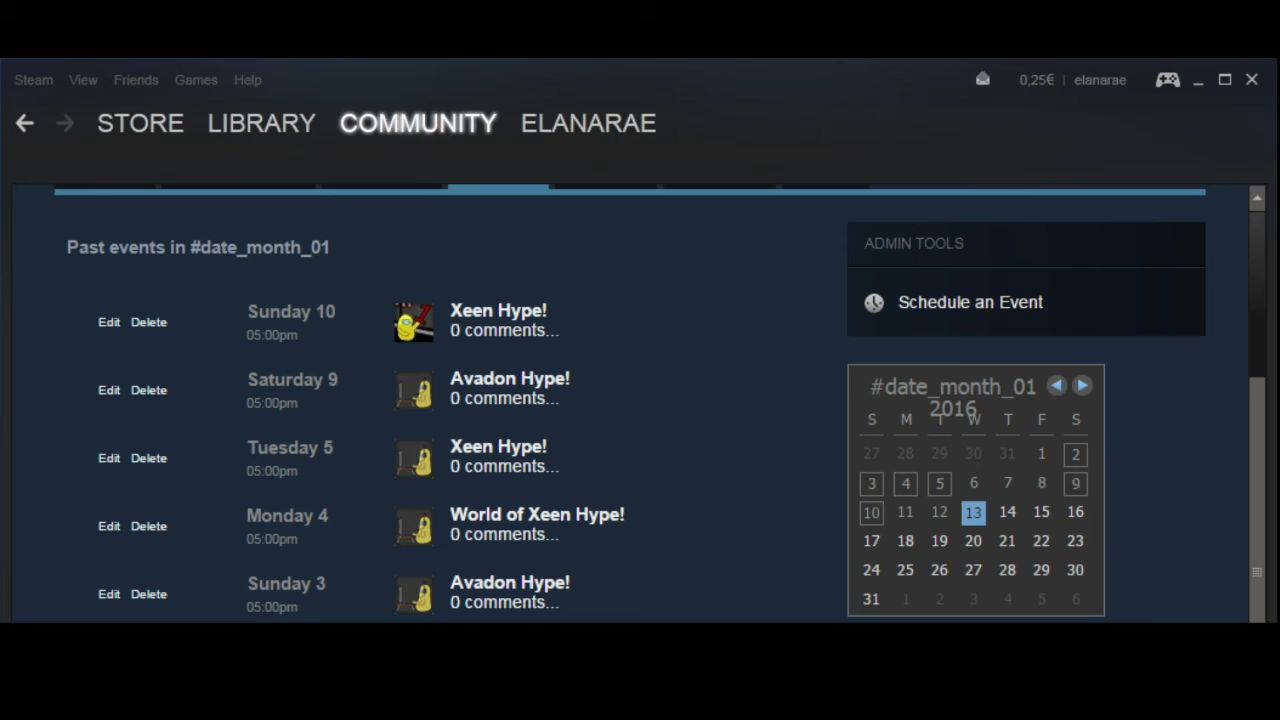 Steam View Friends Games Help 0,25€ | elanarae
STORE LIBRARY COMMUNITY ELANARAE
Past events in #date_month_01
Edit Delete Sunday 10 Xeen Hype!
05:00pm 0 comments...
Edit Delete Saturday 9 Avadon Hype!
05:00pm 0 comments...
Edit Delete Tuesday 5 Xeen Hype!
05:00pm 0 comments...
Edit Delete Monday 4 World of Xeen Hype!
05:00pm 0 comments...
Edit Delete Sunday 3 Avadon Hype!
05:00pm 0 comments...
ADMIN TOOLS
Schedule an Event
#date_month_01
2016
S M T W T F S
27 28 29 30 31 1 2
3 4 5 6 7 8 9
10 11 12 13 14 15 16
17 18 19 20 21 22 23
24 25 26 27 28 29 30
31 1 2 3 4 5 6